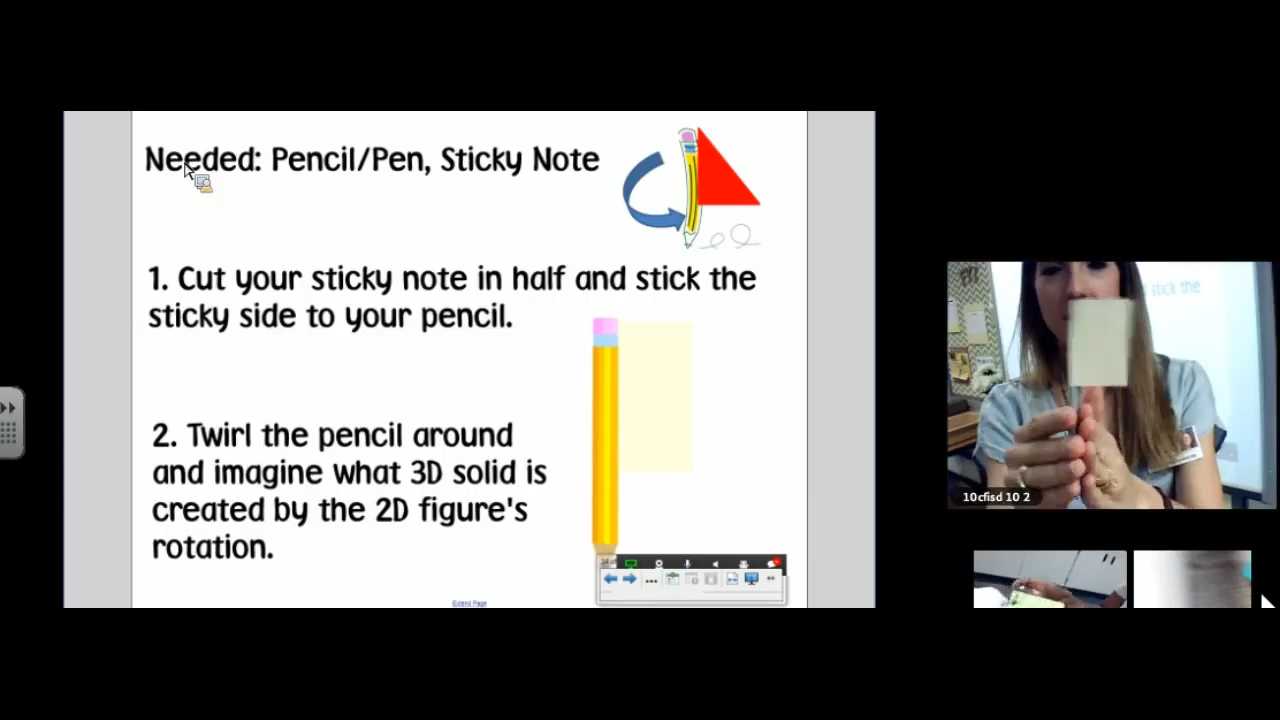 Needed: Pencil/Pen, Sticky Note
1. Cut your sticky note in half and stick the
sticky side to your pencil.
2. Twirl the pencil around
and imagine what 3D solid is
created by the 2D figure's
rotation.
Extend Page
stick the
10cfisd 10 2